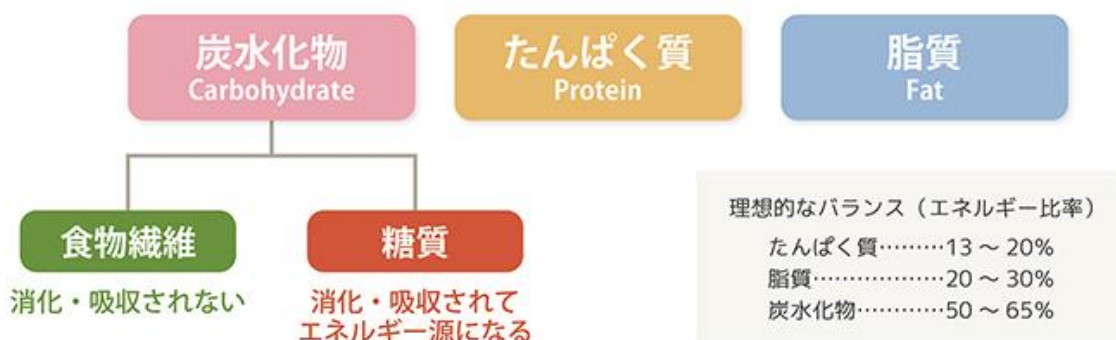 炭水化物
Carbohydrate
たんぱく質
Protein
脂質
Fat
食物繊維
消化・吸収されない
糖質
消化・吸収されて
エネルギー源になる
理想的なバランス（エネルギー比率）
たんぱく質………13 ～ 20%
脂質………………20 ～ 30%
炭水化物…………50 ～ 65%